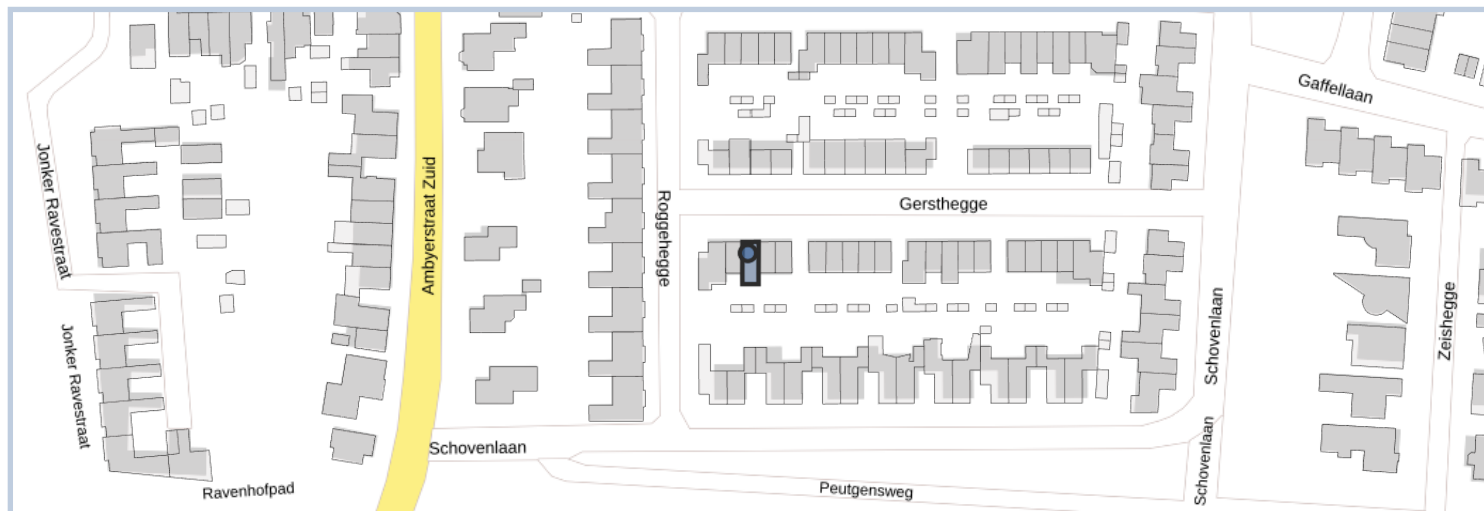 Gaffellaan
Jonker Ravestraat
Ambyerstraat Zuid
Roggehegge
Gersthegge
Schovenlaan
Zeishegge
Jonker Ravestraat
Schovenlaan
Schovenlaan
Ravenhofpad
Peutgensweg